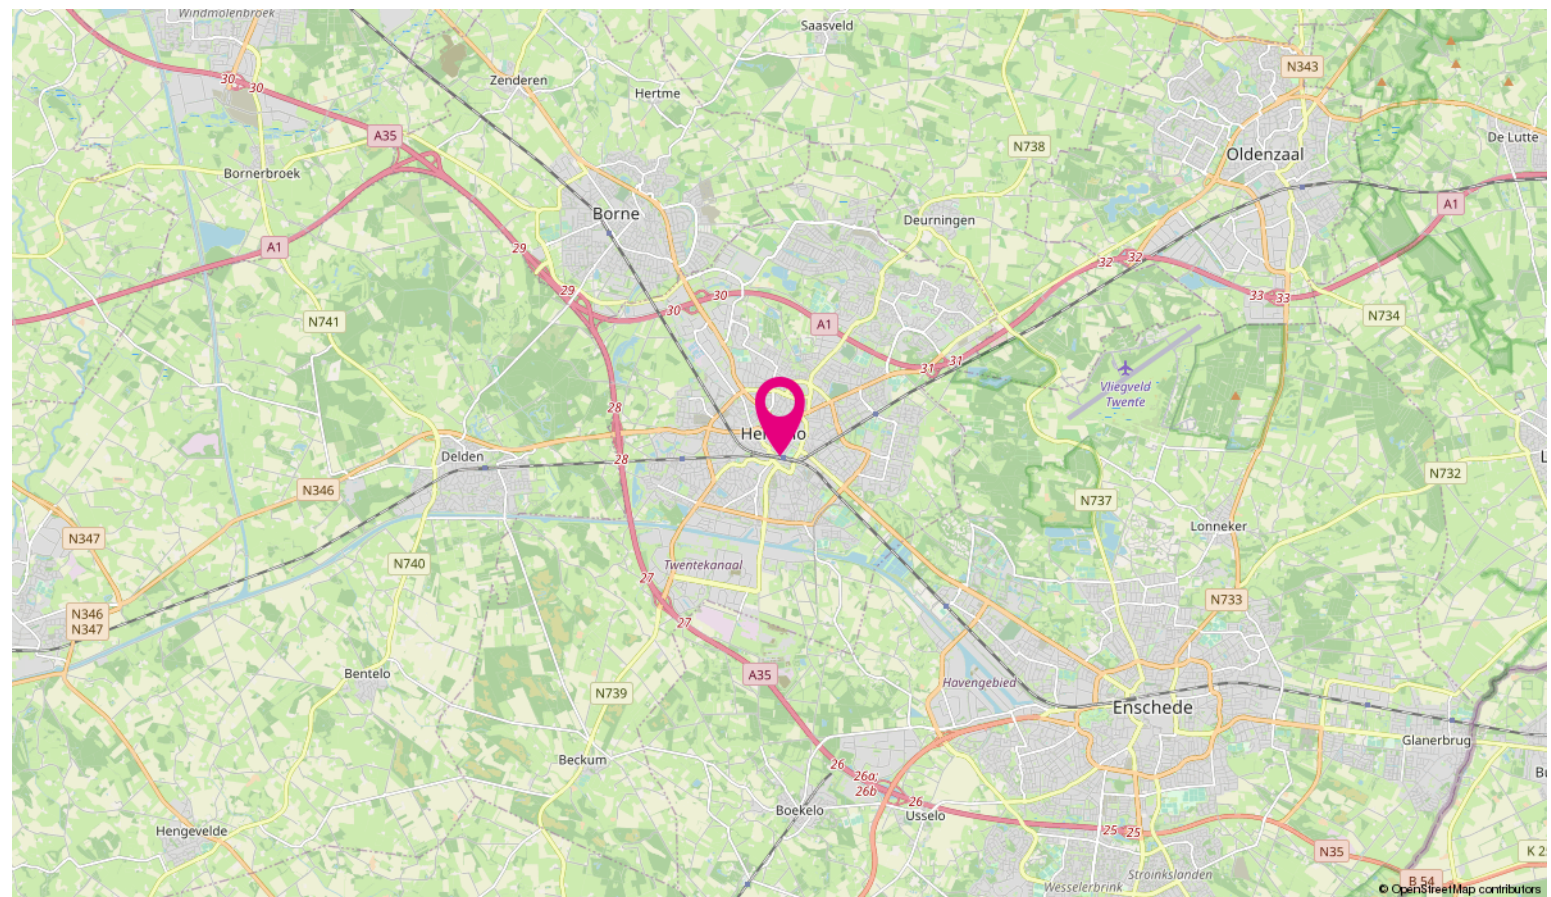 Windmolenbroek
Saasveld
N343
30
30
Zenderen
Hertme
A35
N738
De Lutte
Oldenzaal
Bornerbroek
A1
Borne
Deurningen
A1
29
32
32
29
33
33
30
30
N741
A1
N734
31
31
Vliegveld
Twente
28
Delden
28
N732
N346
N737
Lonneker
N347
N740
Twentekanaal
27
N733
N346
N347
27
Bentelo
A35
Havengebied
N739
Enschede
Glanerbrug
Beckum
26
26a;
26b
26
Boekelo
Usselo
Hengevelde
25
25
N35
Stroinkslanden
B 54
Wesselerbrink
© OpenStreetMap contributors